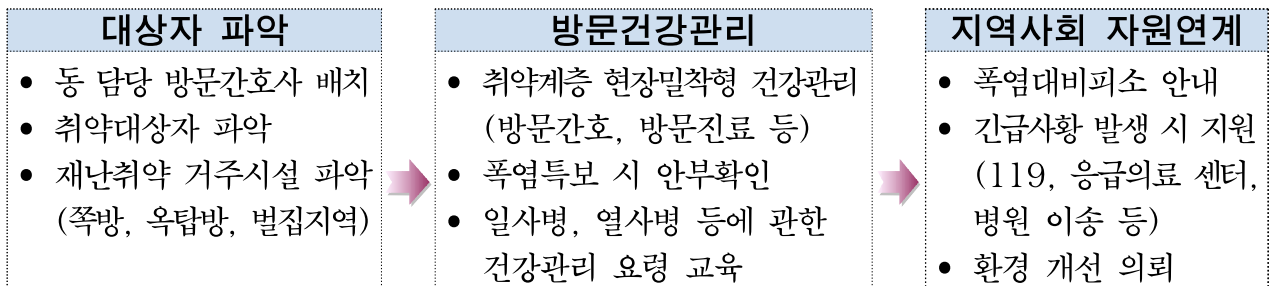 대상자 파악
• 동 담당 방문간호사 배치
• 취약대상자 파악
• 재난취약 거주시설 파악
(쪽방, 옥탑방, 벌집지역)
방문건강관리
• 취약계층 현장밀착형 건강관리
(방문간호, 방문진료 등)
• 폭염특보 시 안부확인
• 일사병, 열사병 등에 관한
건강관리 요령 교육
지역사회 자원연계
• 폭염대비피소 안내
• 긴급사황 발생 시 지원
(119, 응급의료 센터,
병원 이송 등)
• 환경 개선 의뢰